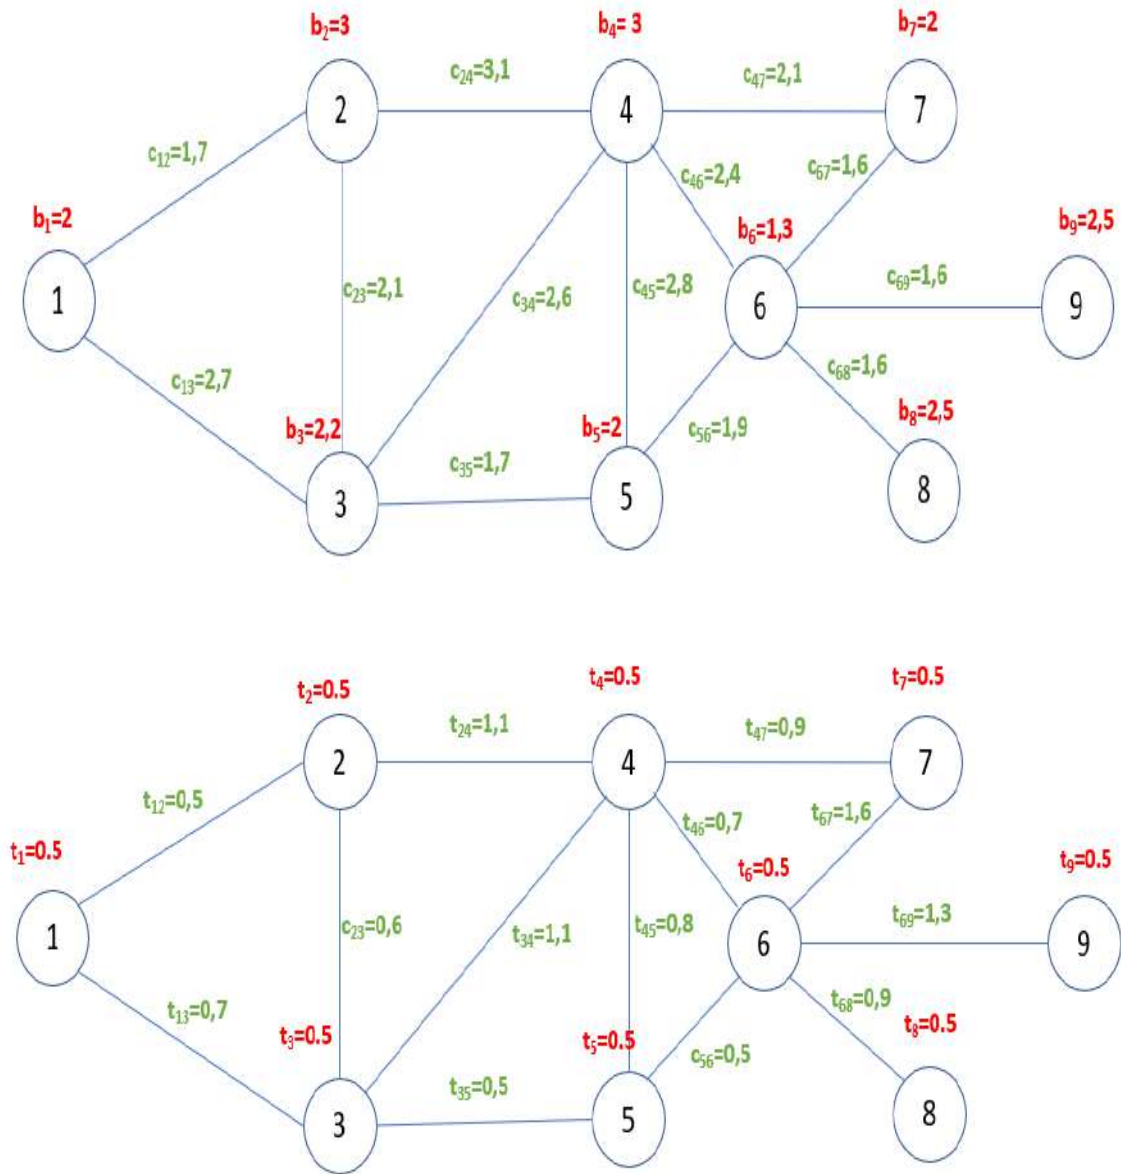 b₂=3 b₄= 3 b₇=2
c₂₄=3,1 c₄₇=2,1
2 4 7
c₁₂=1,7 c₄₆=2,4 c₆₇=1,6
b₁=2 b₆=1,3 b₉=2,5
c₂₃=2,1 c₃₄=2,6 c₄₅=2,8 c₆₉=1,6
1 6 9
c₁₃=2,7 c₆₈=1,6
b₃=2,2 b₅=2 c₅₆=1,9 b₈=2,5
c₃₅=1,7
3 5 8
t₂=0.5 t₄=0.5 t₇=0.5
t₂₄=1,1 t₄₇=0,9
2 4 7
t₁₂=0,5 t₄₆=0,7 t₆₇=1,6
t₁=0.5 t₆=0.5 t₉=0.5
c₂₃=0,6 t₃₄=1,1 t₄₅=0,8 t₆₉=1,3
1 6 9
t₁₃=0,7 t₆₈=0,9
t₃=0.5 t₅=0.5 c₅₆=0,5 t₈=0.5
t₃₅=0,5
3 5 8